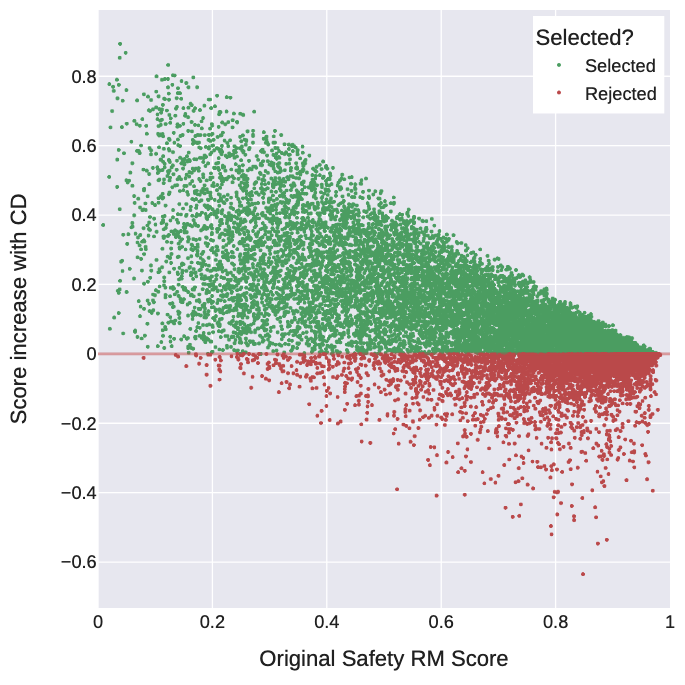 Selected?
Selected
Rejected
Score increase with CD
0.8
0.6
0.4
0.2
0
−0.2
−0.4
−0.6
0
0.2
0.4
0.6
0.8
1
Original Safety RM Score